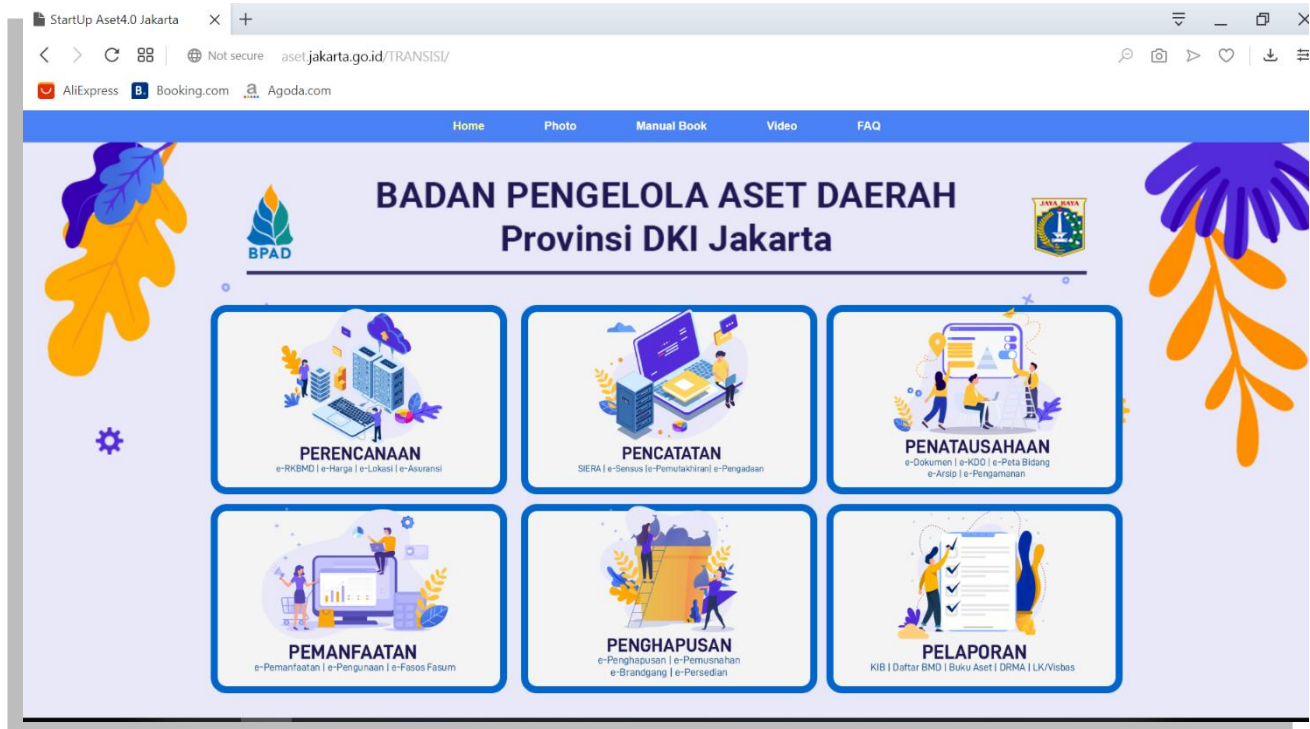 StartUp Aset4.0 Jakarta
Not secure aset.jakarta.go.id/TRANSISI/
AliExpress B. Booking.com a Agoda.com
Home Photo Manual Book Video FAQ
BADAN PENGELOLA ASET DAERAH
Provinsi DKI Jakarta
BPAD
JAYA RAYA
PERENCANAAN
e-RKBMD | e-Harga | e-Lokasi | e-Asuransi
PENCATATAN
SIERA | e-Sensus |e-Pemutakhiran| e-Pengadaan
PENATAUSAHAAN
e-Dokumen | e-KDO | e-Peta Bidang
e-Arsip | e-Pengamanan
PEMANFAATAN
e-Pemanfaatan | e-Pengunaan | e-Fasos Fasum
PENGHAPUSAN
e-Penghapusan | e-Pemusnahan
e-Brandgang | e-Persedian
PELAPORAN
KIB | Daftar BMD | Buku Aset | DRMA | LK/Visbas